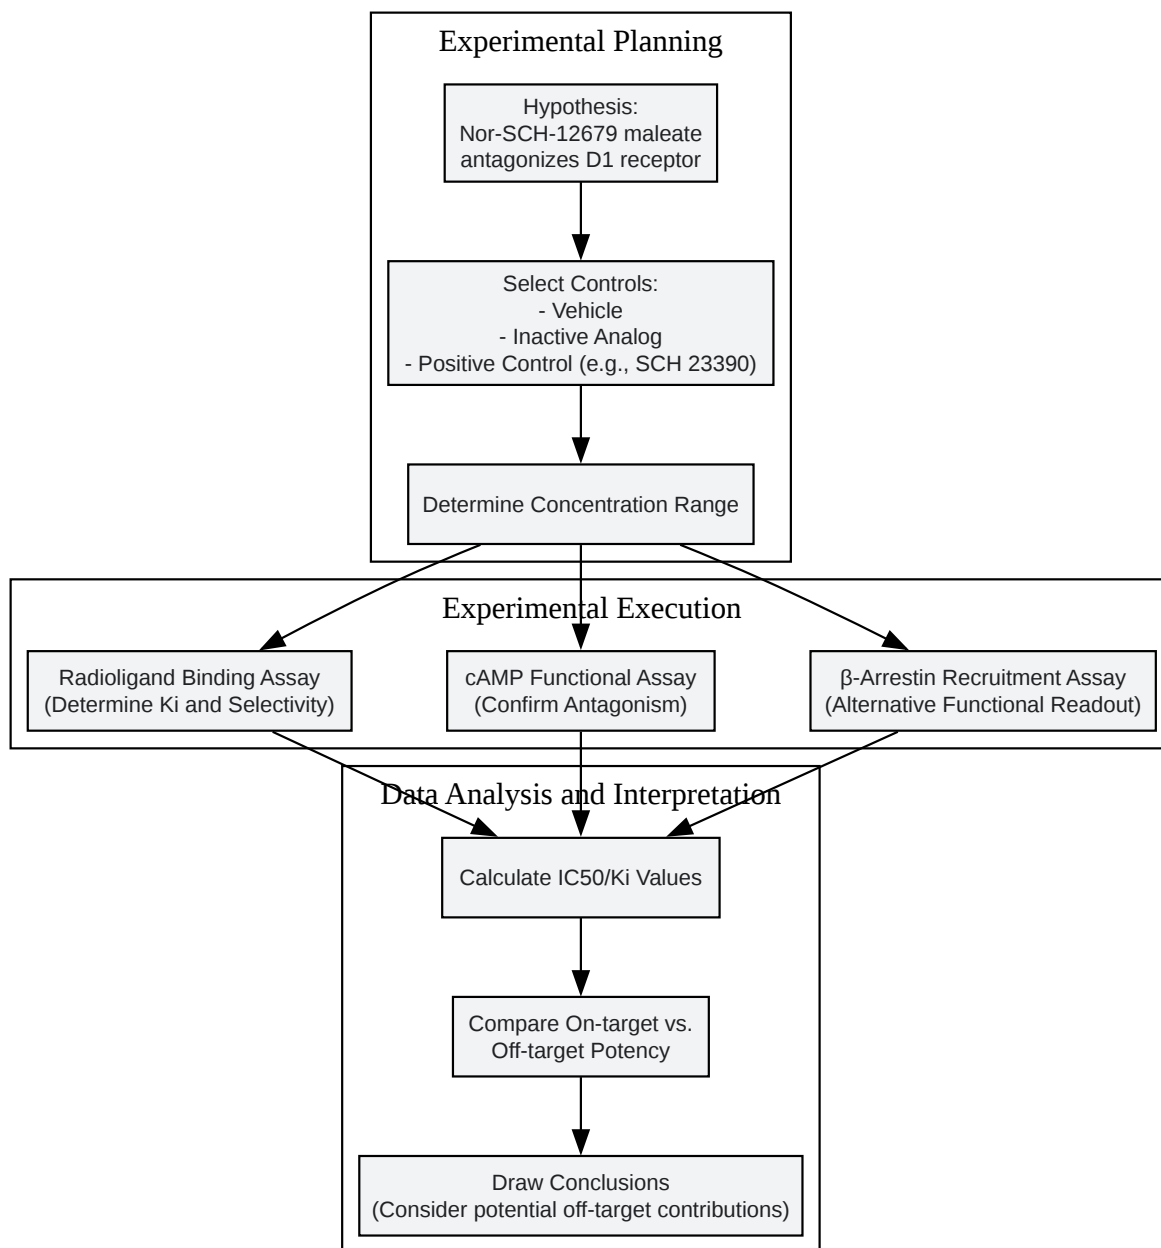 Experimental Planning
Hypothesis:
Nor-SCH-12679 maleate
antagonizes D1 receptor
Select Controls:
- Vehicle
- Inactive Analog
- Positive Control (e.g., SCH 23390)
Determine Concentration Range
Experimental Execution
Radioligand Binding Assay
(Determine Ki and Selectivity)
cAMP Functional Assay
(Confirm Antagonism)
β-Arrestin Recruitment Assay
(Alternative Functional Readout)
Data Analysis and Interpretation
Calculate IC50/Ki Values
Compare On-target vs.
Off-target Potency
Draw Conclusions
(Consider potential off-target contributions)